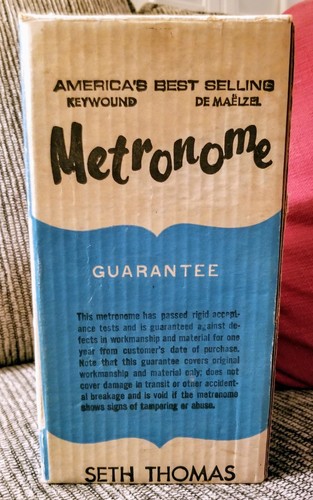 AMERICA'S BEST SELLING
KEYWOUND DE MAËLZEL
Metronome
GUARANTEE
This metronome has passed rigid accept-
ance tests and is guaranteed against de-
fects in workmanship and material for one
year from customer's date of purchase.
Note that this guarantee covers original
workmanship and material only; does not
cover damage in transit or other accident-
al breakage and is void if the metronome
shows signs of tampering or abuse.
SETH THOMAS